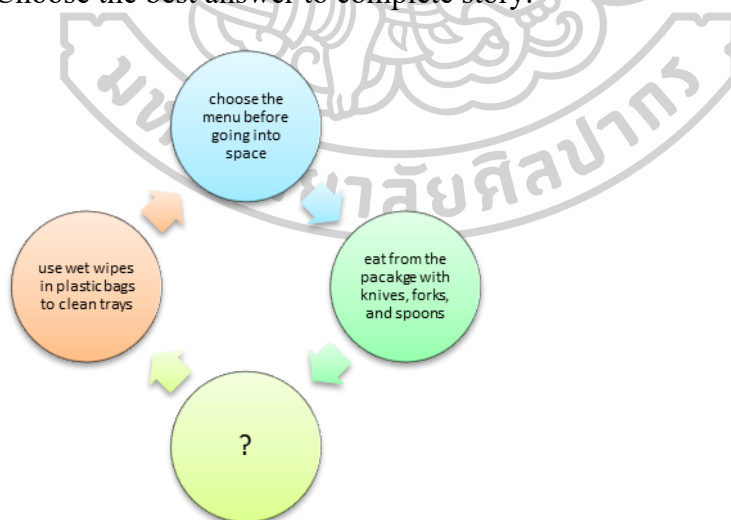 Choose the best answer to complete story.
choose the
menu before
going into
space
eat from the
pacakge with
knives, forks,
and spoons
?
use wet wipes
in plastic bags
to clean trays